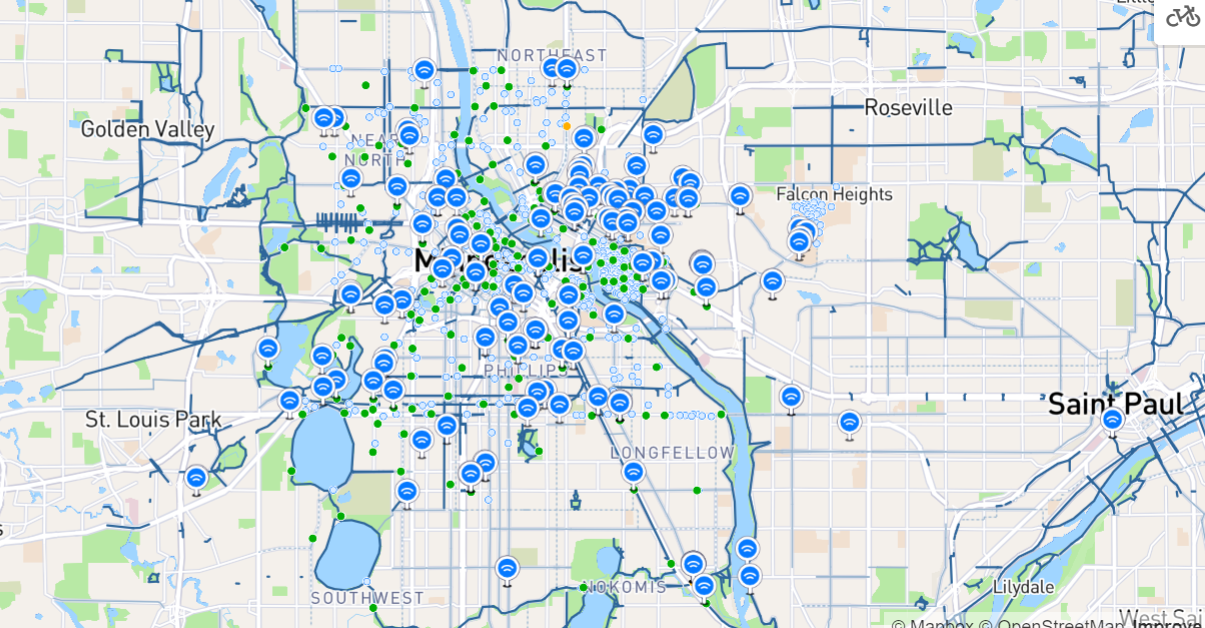 NORTHEAST
Roseville
Golden Valley
NEAR
NORTH
Falcon Heights
PHILLIPS
Saint Paul
St. Louis Park
LONGFELLOW
NOKOMIS
Lilydale
SOUTHWEST
© Mapbox © OpenStreetMap Improve